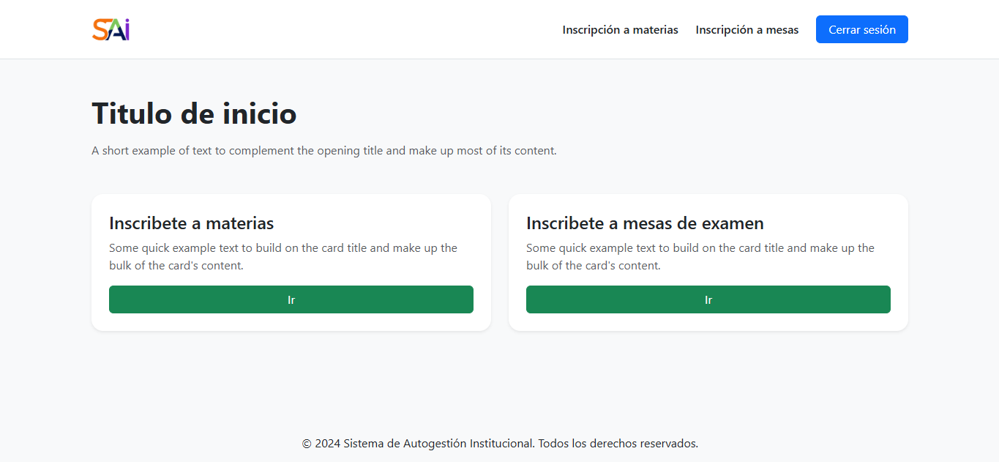 SAi
Inscripción a materias
Inscripción a mesas
Cerrar sesión
Titulo de inicio
A short example of text to complement the opening title and make up most of its content.
Inscribete a materias
Some quick example text to build on the card title and make up the
bulk of the card's content.
Ir
Inscribete a mesas de examen
Some quick example text to build on the card title and make up the
bulk of the card's content.
Ir
© 2024 Sistema de Autogestión Institucional. Todos los derechos reservados.